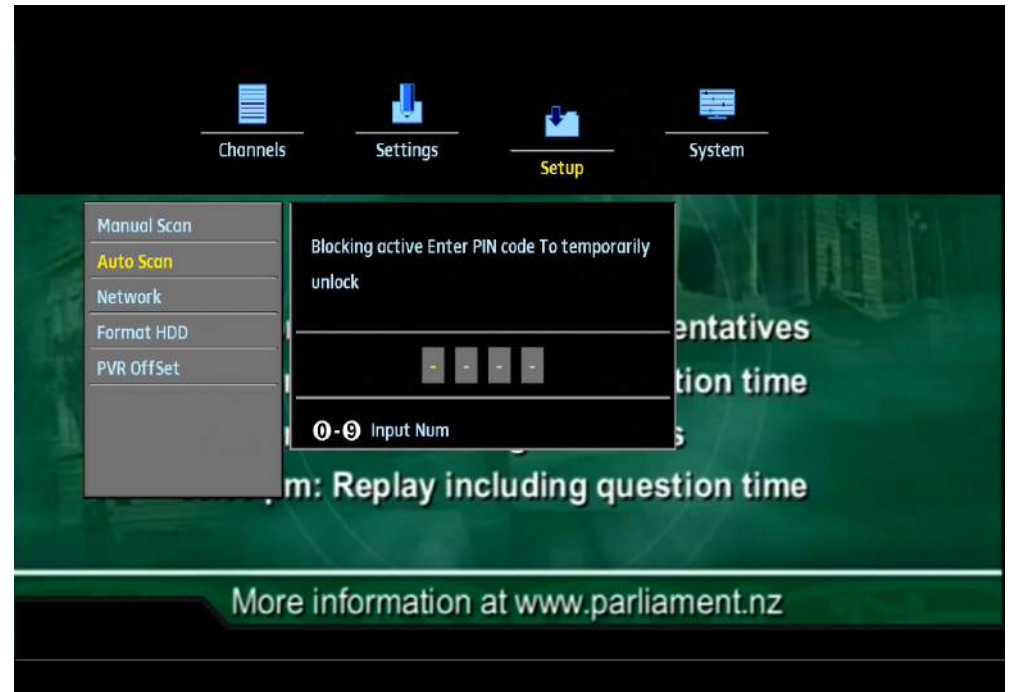 Channels
Settings
Setup
System
Manual Scan
Auto Scan
Network
Format HDD
PVR OffSet
Blocking active Enter PIN code To temporarily
unlock
- - - -
0-9 Input Num
entatives
tion time
s
pm: Replay including question time
More information at www.parliament.nz